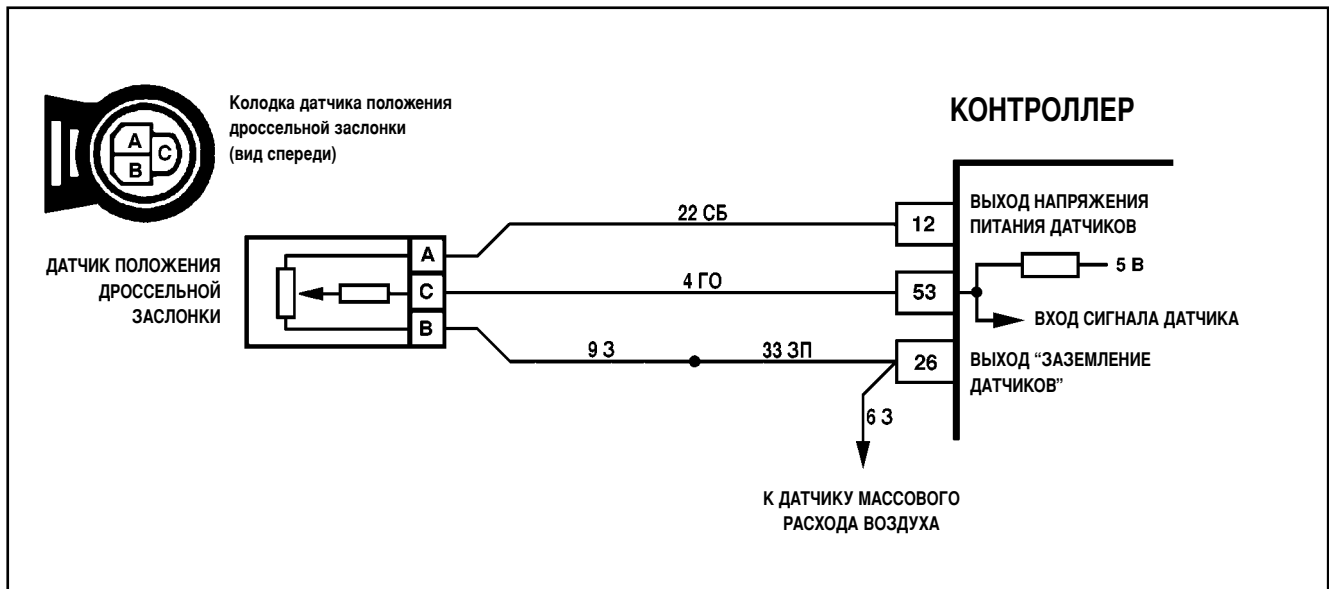 Колодка датчика положения
дроссельной заслонки
(вид спереди)
A
B
C
КОНТРОЛЛЕР
ДАТЧИК ПОЛОЖЕНИЯ
ДРОССЕЛЬНОЙ
ЗАСЛОНКИ
A
C
B
22 СБ
4 ГО
9 З
33 ЗП
6 З
12
53
26
ВЫХОД НАПРЯЖЕНИЯ
ПИТАНИЯ ДАТЧИКОВ
5 В
ВХОД СИГНАЛА ДАТЧИКА
ВЫХОД “ЗАЗЕМЛЕНИЕ
ДАТЧИКОВ”
К ДАТЧИКУ МАССОВОГО
РАСХОДА ВОЗДУХА